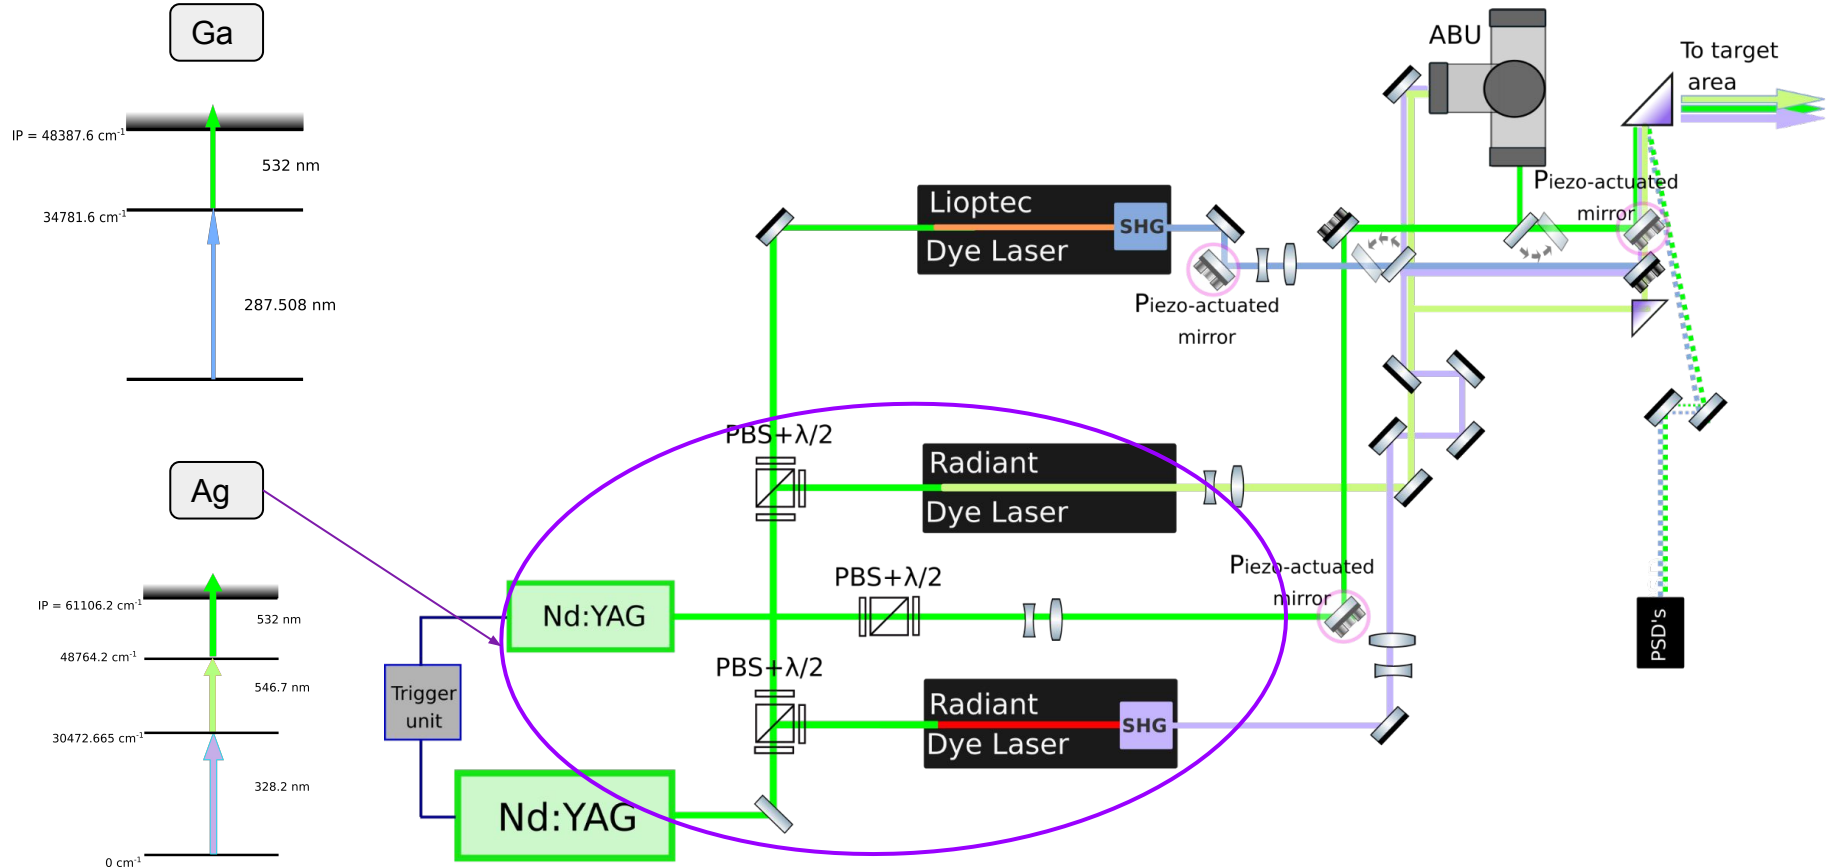 Ga
IP = 48387.6 cm-1
532 nm
34781.6 cm-1
287.508 nm
Ag
IP = 61106.2 cm-1
532 nm
48764.2 cm-1
546.7 nm
30472.665 cm-1
328.2 nm
0 cm-1
Trigger
unit
Nd:YAG
Nd:YAG
PBS+λ/2
PBS+λ/2
PBS+λ/2
Lioptec
Dye Laser
SHG
Piezo-actuated
mirror
Radiant
Dye Laser
Piezo-actuated
mirror
Radiant
Dye Laser
SHG
ABU
To target
area
Piezo-actuated
mirror
PSD's